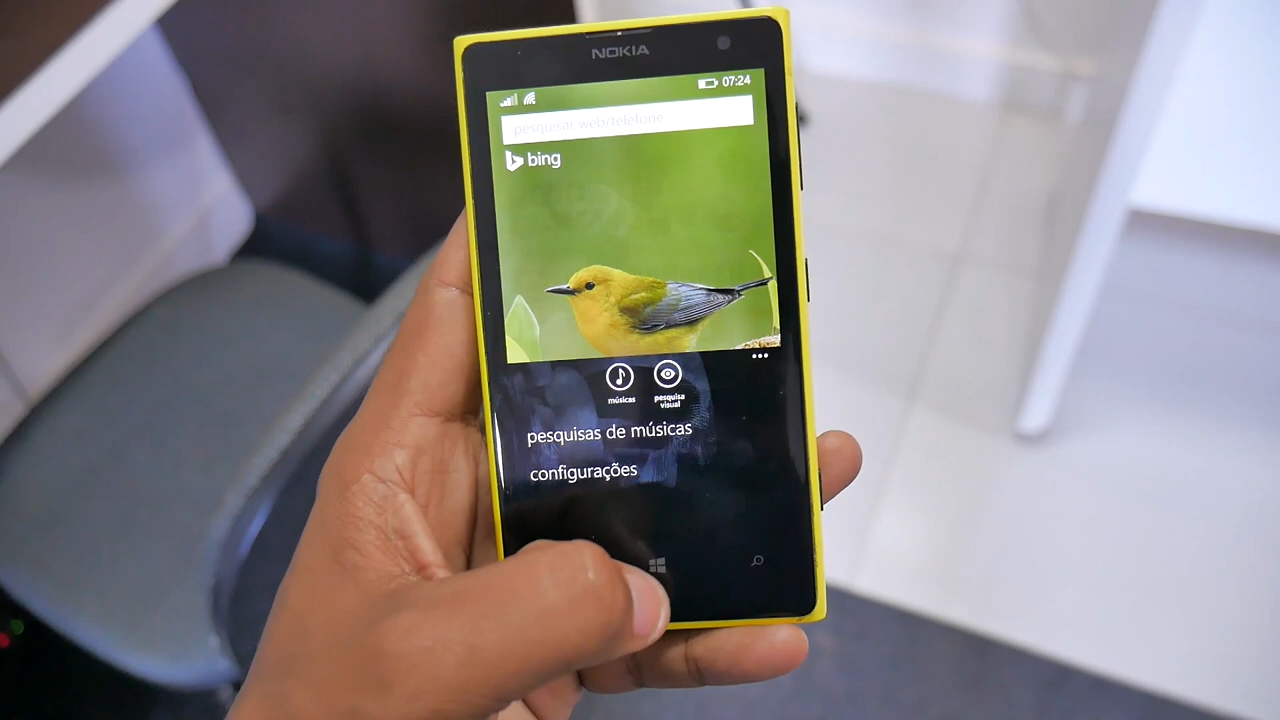 NOKIA
07:24
pesquisar web/telefone
bing
músicas
pesquisa
visual
pesquisas de músicas
configurações